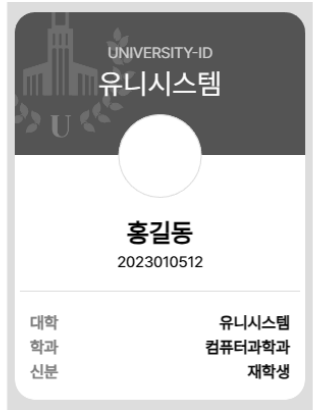 UNIVERSITY-ID
유니시스템
U
홍길동
2023010512
대학 유니시스템
학과 컴퓨터과학과
신분 재학생